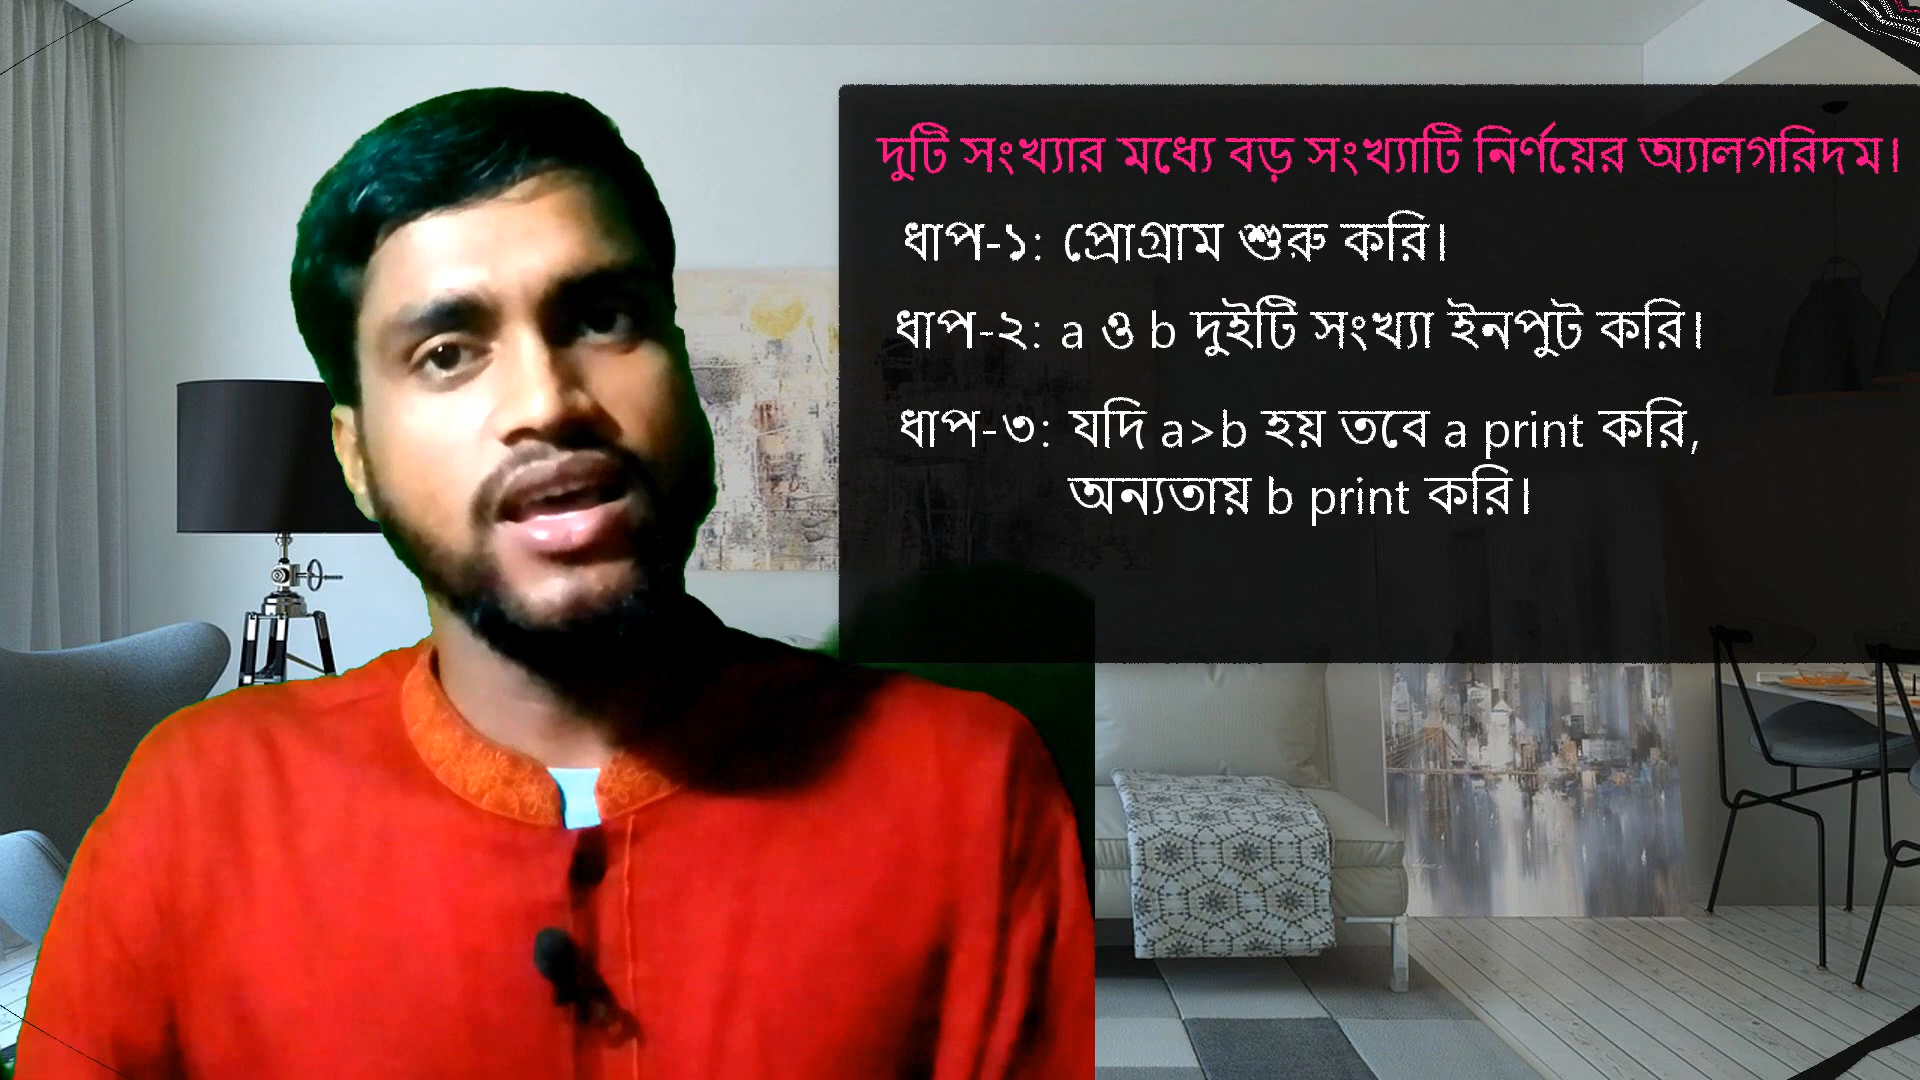 দুটি সংখ্যার মধ্যে বড় সংখ্যাটি নির্ণয়ের অ্যালগরিদম।
ধাপ-১: প্রোগ্রাম শুরু করি।
ধাপ-২: a ও b দুইটি সংখ্যা ইনপুট করি।
ধাপ-৩: যদি a>b হয় তবে a print করি,
অন্যতায় b print করি।